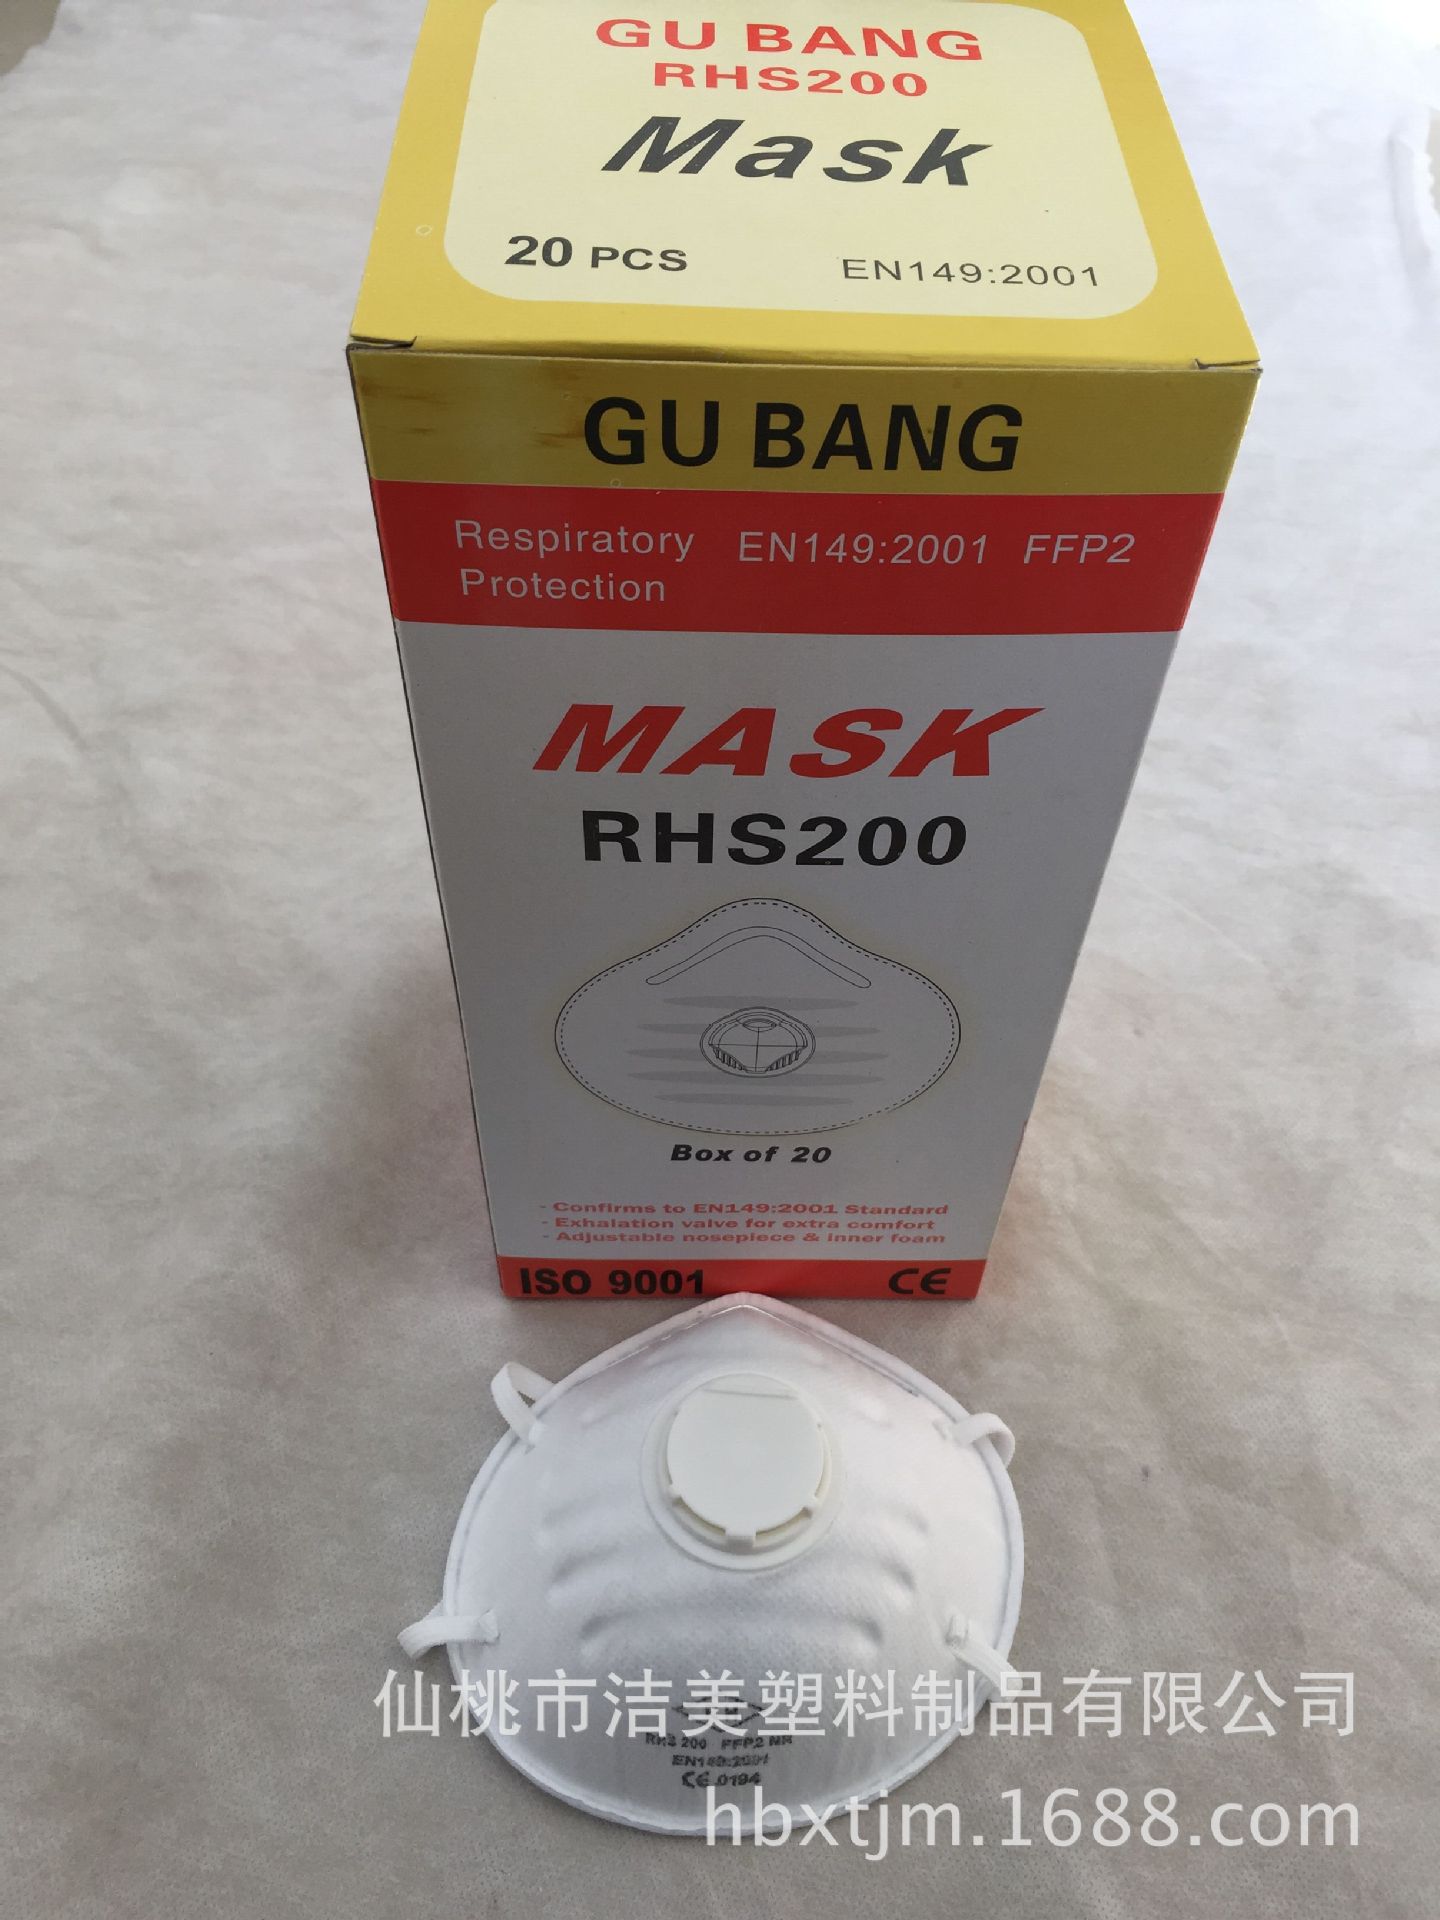 GU BANG
RHS200
Mask
20 PCS EN149:2001
GU BANG
Respiratory EN149:2001 FFP2
Protection
MASK
RHS200
Box of 20
- Confirms to EN149:2001 Standard
- Exhalation valve for extra comfort
- Adjustable nosepiece & inner foam
ISO 9001 CE
仙桃市洁美塑料制品有限公司
RHS 200 FFP2 NR
EN149:2001
CE 0194
hbxtjm.1688.com